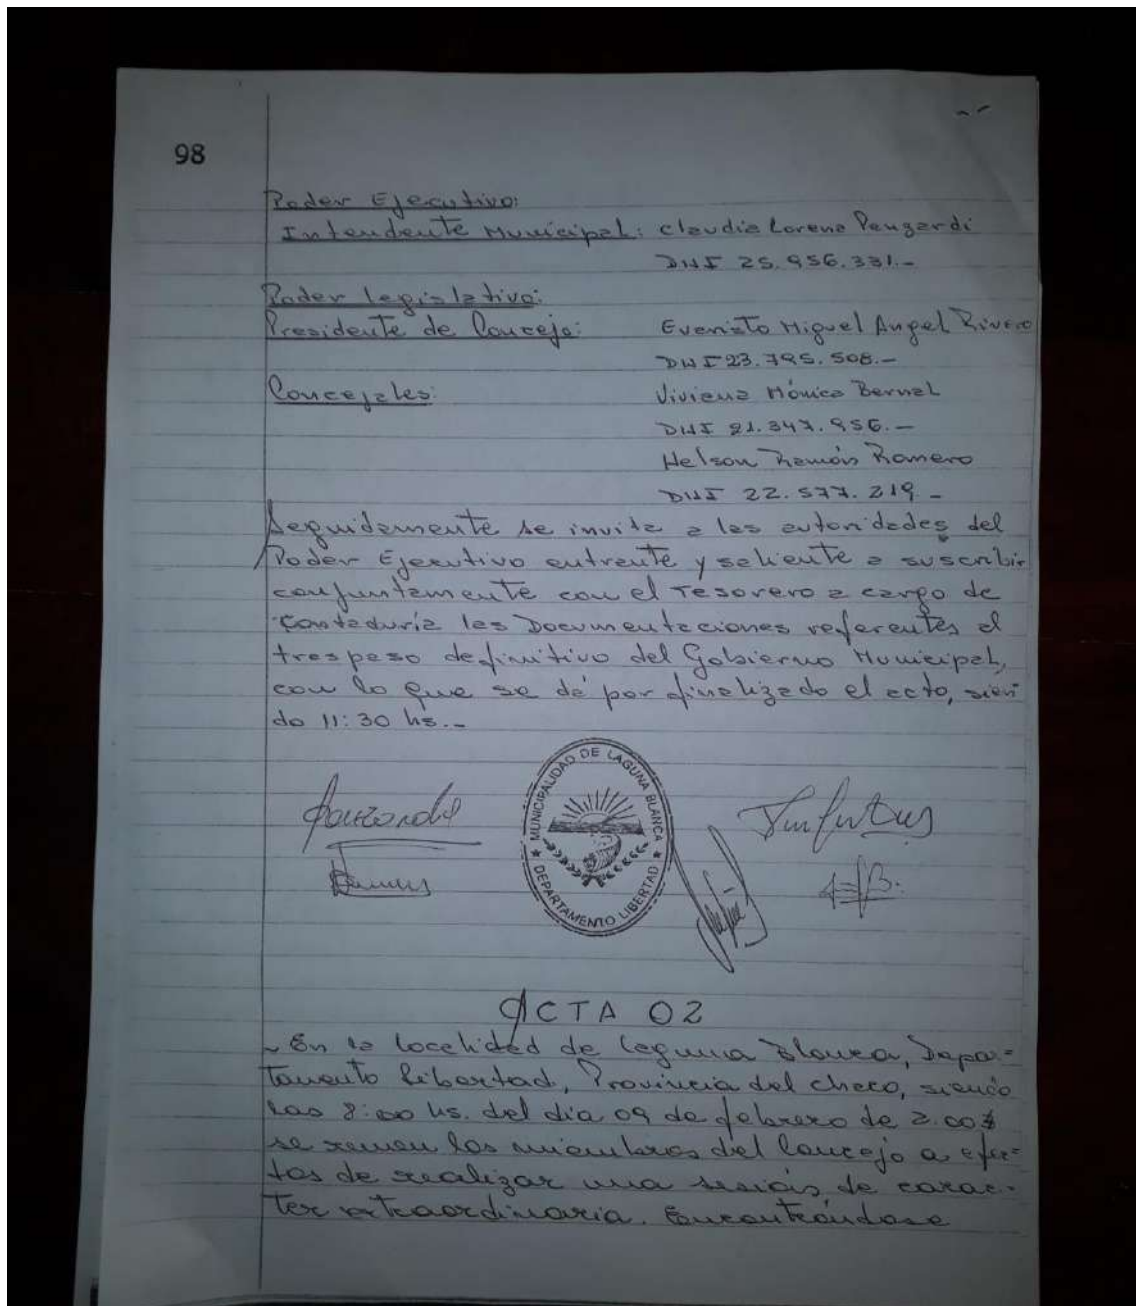 98
Poder Ejecutivo:
Intendente Municipal: Claudia Lorena Panzardi
DNI 25.956.331.-
Poder Legislativo:
Presidente de Concejo: Evaristo Miguel Angel Rivero
DNI 23.795.508.-
Concejales: Viviana Mónica Bernal
DNI 21.347.956.-
Nelson Ramón Romero
DNI 22.577.219-
Seguidamente se invita a las autoridades del
Poder Ejecutivo entrante y saliente a suscribir
conjuntamente con el Tesorero a cargo de
Contaduría las Documentaciones referentes al
traspaso definitivo del Gobierno Municipal,
con lo que se dá por finalizado el acto, sien
do 11:30 hs.-
MUNICIPALIDAD DE LAGUNA BLANCA
DEPARTAMENTO LIBERTAD
ACTA 02
- En la localidad de Laguna Blanca, Depar=
tamento Libertad, Provincia del Chaco, siendo
las 8:00 hs. del día 09 de febrero de
se reunen los miembros del Concejo a efec=
tos de realizar una sesión de carac-
ter extraordinaria. Encontrándose